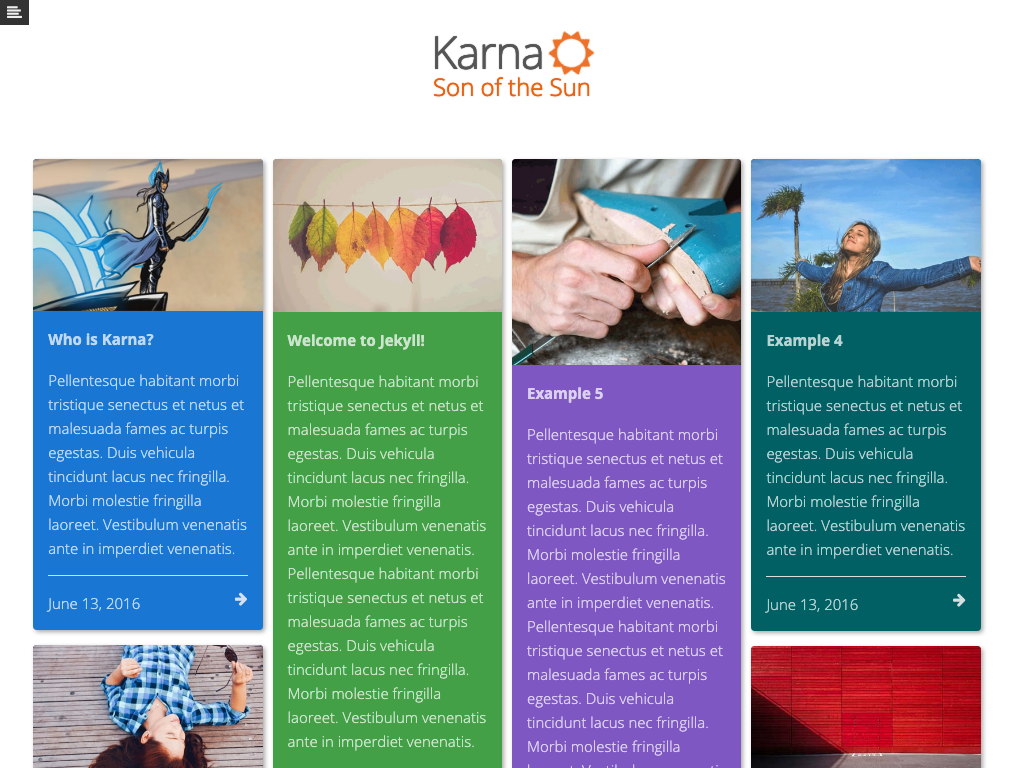 Karna
Son of the Sun
Who is Karna?
Pellentesque habitant morbi
tristique senectus et netus et
malesuada fames ac turpis
egestas. Duis vehicula
tincidunt lacus nec fringilla.
Morbi molestie fringilla
laoreet. Vestibulum venenatis
ante in imperdiet venenatis.
June 13, 2016
Welcome to Jekyll!
Pellentesque habitant morbi
tristique senectus et netus et
malesuada fames ac turpis
egestas. Duis vehicula
tincidunt lacus nec fringilla.
Morbi molestie fringilla
laoreet. Vestibulum venenatis
ante in imperdiet venenatis.
Pellentesque habitant morbi
tristique senectus et netus et
malesuada fames ac turpis
egestas. Duis vehicula
tincidunt lacus nec fringilla.
Morbi molestie fringilla
laoreet. Vestibulum venenatis
ante in imperdiet venenatis.
Example 5
Pellentesque habitant morbi
tristique senectus et netus et
malesuada fames ac turpis
egestas. Duis vehicula
tincidunt lacus nec fringilla.
Morbi molestie fringilla
laoreet. Vestibulum venenatis
ante in imperdiet venenatis.
Pellentesque habitant morbi
tristique senectus et netus et
malesuada fames ac turpis
egestas. Duis vehicula
tincidunt lacus nec fringilla.
Morbi molestie fringilla
Example 4
Pellentesque habitant morbi
tristique senectus et netus et
malesuada fames ac turpis
egestas. Duis vehicula
tincidunt lacus nec fringilla.
Morbi molestie fringilla
laoreet. Vestibulum venenatis
ante in imperdiet venenatis.
June 13, 2016